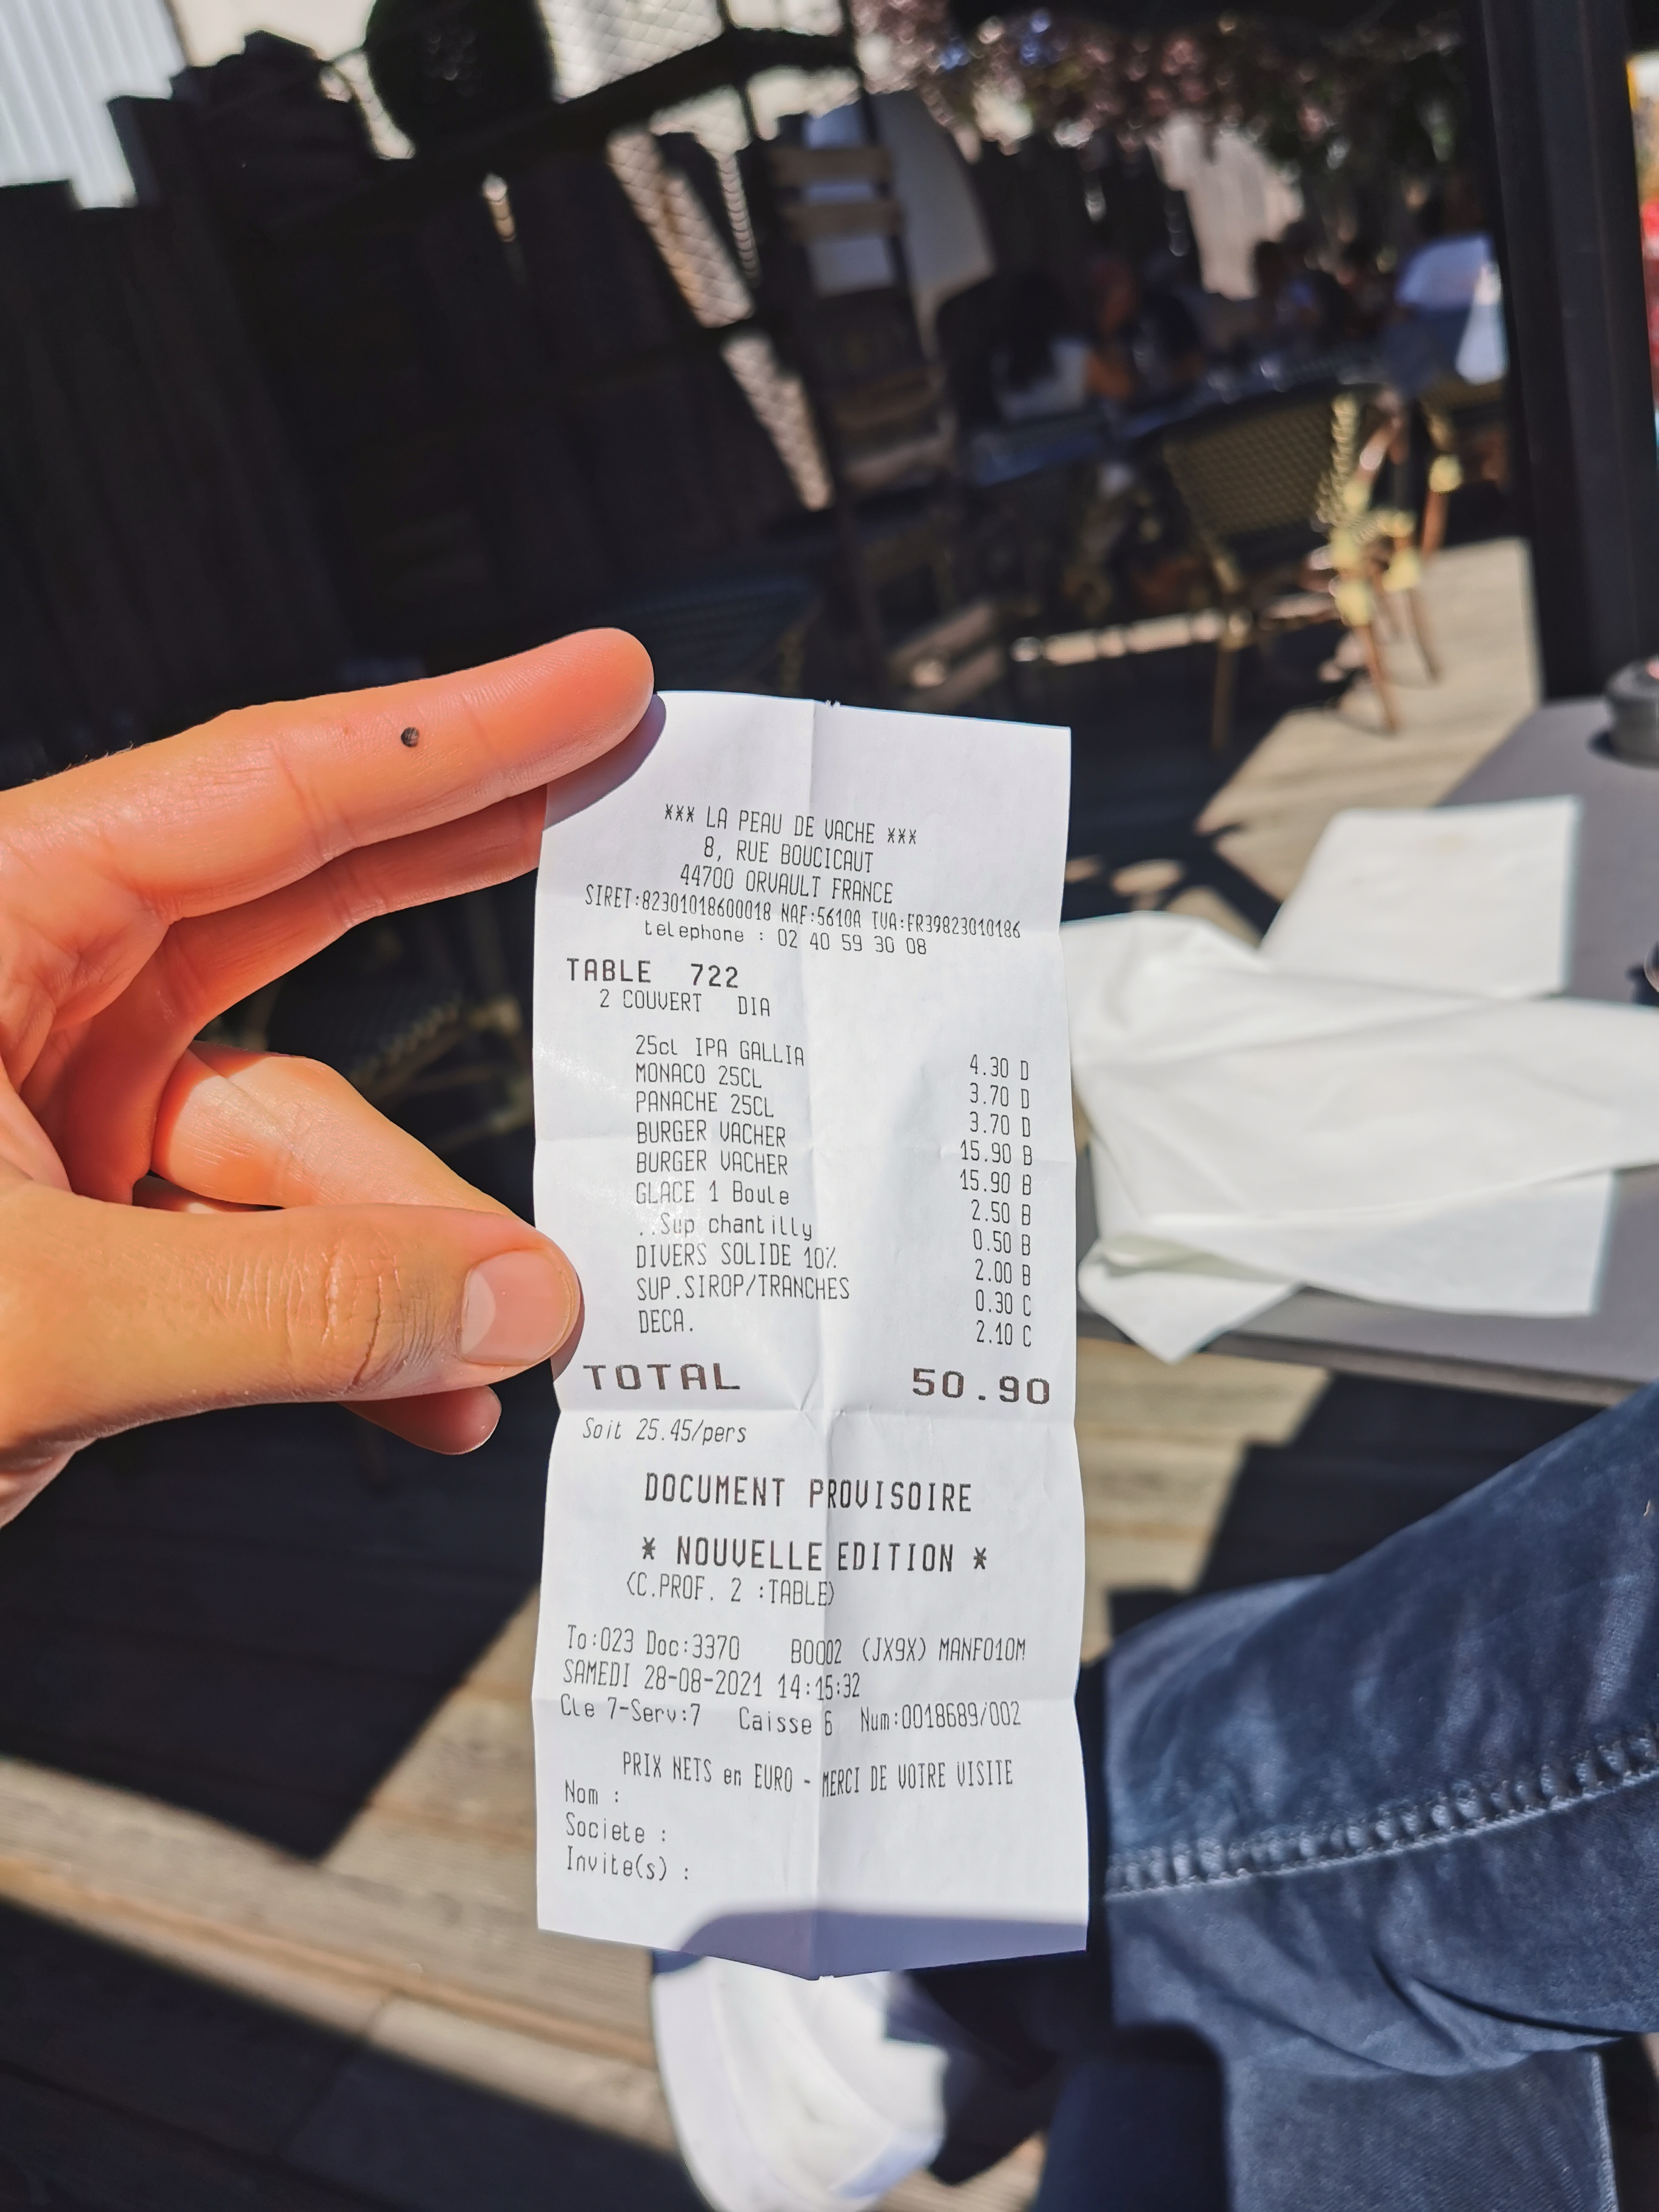 *** LA PEAU DE VACHE ***
8, RUE BOUCICAUT
44700 ORVAULT FRANCE
SIRET:82301018600018 NAF:5610A TVA:FR39823010186
telephone : 02 40 59 30 08
TABLE 722
2 COUVERT DIA
25cl IPA GALLIA 4.30 D
MONACO 25CL 3.70 D
PANACHE 25CL 3.70 D
BURGER VACHER 15.90 B
BURGER VACHER 15.90 B
GLACE 1 Boule 2.50 B
..Sup chantilly 0.50 B
DIVERS SOLIDE 10% 2.00 B
SUP.SIROP/TRANCHES 0.30 C
DECA. 2.10 C
TOTAL 50.90
Soit 25.45/pers
DOCUMENT PROVISOIRE
* NOUVELLE EDITION *
(C.PROF. 2 :TABLE)
To:023 Doc:3370 B0002 (JX9X) MANF010M
SAMEDI 28-08-2021 14:15:32
Cle 7-Serv:7 Caisse 6 Num:0018689/002
PRIX NETS en EURO - MERCI DE VOTRE VISITE
Nom :
Societe :
Invite(s) :